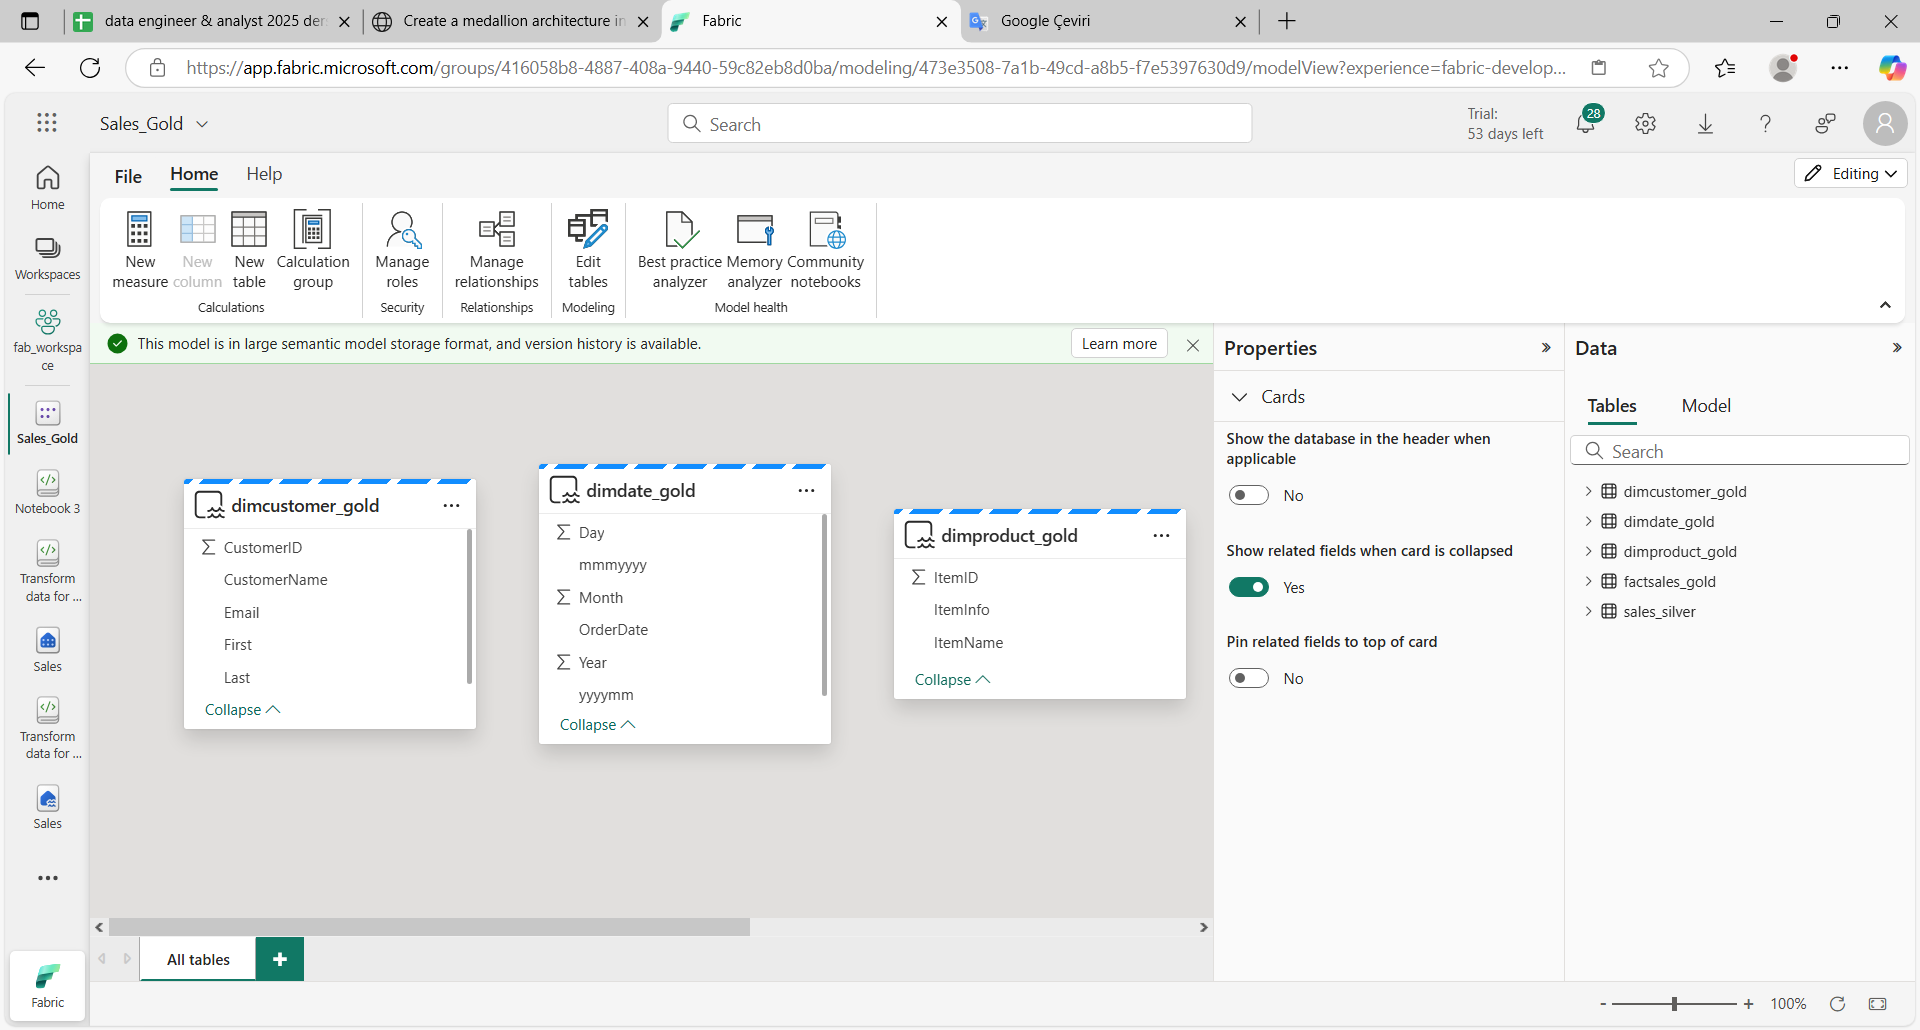 data engineer & analyst 2025 der
Create a medallion architecture in
Fabric
Google Çeviri
https://app.fabric.microsoft.com/groups/416058b8-4887-408a-9440-59c82eb8d0ba/modeling/473e3508-7a1b-49cd-a8b5-f7e5397630d9/modelView?experience=fabric-develop...
Sales_Gold
Search
Trial:
53 days left
28
File
Home
Help
Editing
New measure
New column
New table
Calculation group
Calculations
Manage roles
Security
Manage relationships
Relationships
Edit tables
Modeling
Best practice analyzer
Memory analyzer
Community notebooks
Model health
Home
Workspaces
fab_workspa
ce
Sales_Gold
Notebook 3
Transform
data for ...
Sales
Transform
data for ...
Sales
Fabric
This model is in large semantic model storage format, and version history is available.
Learn more
dimcustomer_gold
CustomerID
CustomerName
Email
First
Last
Collapse
dimdate_gold
Day
mmmyyyy
Month
OrderDate
Year
yyyymm
Collapse
dimproduct_gold
ItemID
ItemInfo
ItemName
Collapse
All tables
Properties
Cards
Show the database in the header when
applicable
No
Show related fields when card is collapsed
Yes
Pin related fields to top of card
No
Data
Tables
Model
Search
dimcustomer_gold
dimdate_gold
dimproduct_gold
factsales_gold
sales_silver
- + 100%